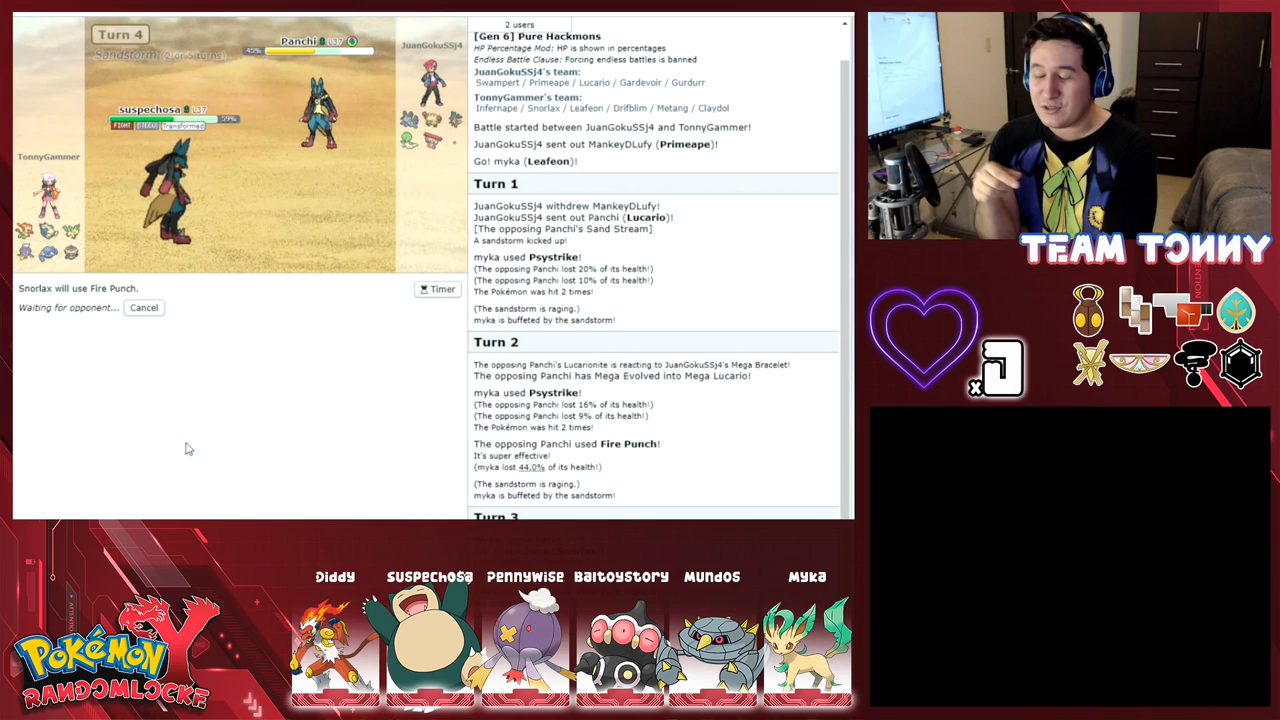 Turn 4
Sandstorm (2 or 5 turns)
Panchi L37
45%
JuanGokuSSj4
suspechosa L37
59%
FIGHT STEEL Transformed
TonnyGammer
Snorlax will use Fire Punch.
Timer
Waiting for opponent... Cancel
2 users
[Gen 6] Pure Hackmons
HP Percentage Mod: HP is shown in percentages
Endless Battle Clause: Forcing endless battles is banned
JuanGokuSSj4's team:
Swampert / Primeape / Lucario / Gardevoir / Gurdurr
TonnyGammer's team:
Infernape / Snorlax / Leafeon / Drifblim / Metang / Claydol
Battle started between JuanGokuSSj4 and TonnyGammer!
JuanGokuSSj4 sent out MankeyDLufy (Primeape)!
Go! myka (Leafeon)!
Turn 1
JuanGokuSSj4 withdrew MankeyDLufy!
JuanGokuSSj4 sent out Panchi (Lucario)!
[The opposing Panchi's Sand Stream]
A sandstorm kicked up!
myka used Psystrike!
(The opposing Panchi lost 20% of its health!)
(The opposing Panchi lost 10% of its health!)
The Pokémon was hit 2 times!
(The sandstorm is raging.)
myka is buffeted by the sandstorm!
Turn 2
The opposing Panchi's Lucarionite is reacting to JuanGokuSSj4's Mega Bracelet!
The opposing Panchi has Mega Evolved into Mega Lucario!
myka used Psystrike!
(The opposing Panchi lost 16% of its health!)
(The opposing Panchi lost 9% of its health!)
The Pokémon was hit 2 times!
The opposing Panchi used Fire Punch!
It's super effective!
(myka lost 44.0% of its health!)
(The sandstorm is raging.)
myka is buffeted by the sandstorm!
Turn 3
TEAM TONNY
x
Diddy
suspechosa
Pennywise
Baltoystory
Mundos
Myka
Pokémon Y
RANDOMLOCKE